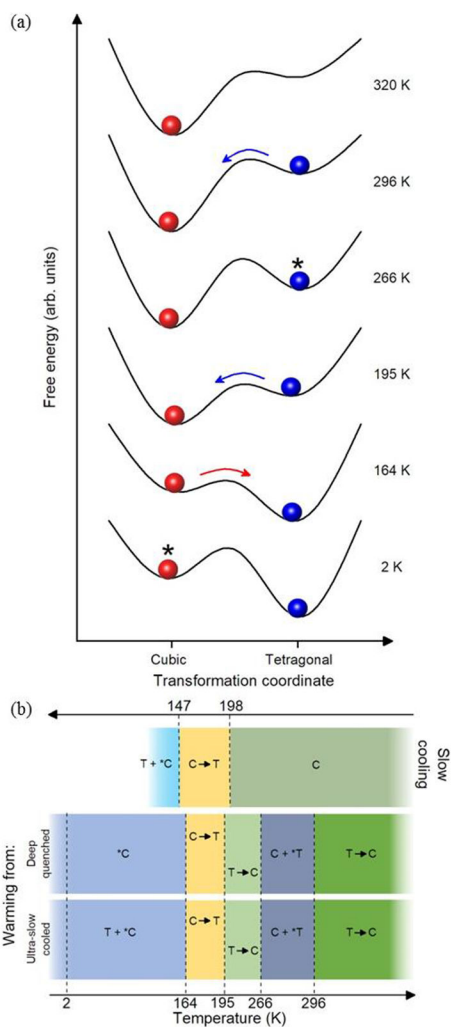 (a)
320 K
296 K
*
266 K
195 K
164 K
*
2 K
Free energy (arb. units)
Cubic
Tetragonal
Transformation coordinate
(b)
147
198
T + *C
C→T
C
Slow cooling
Warming from:
Deep quenched
*C
C→T
T→C
C + *T
T→C
Ultra-slow cooled
T + *C
C→T
T→C
C + *T
T→C
2
164
195
266
296
Temperature (K)